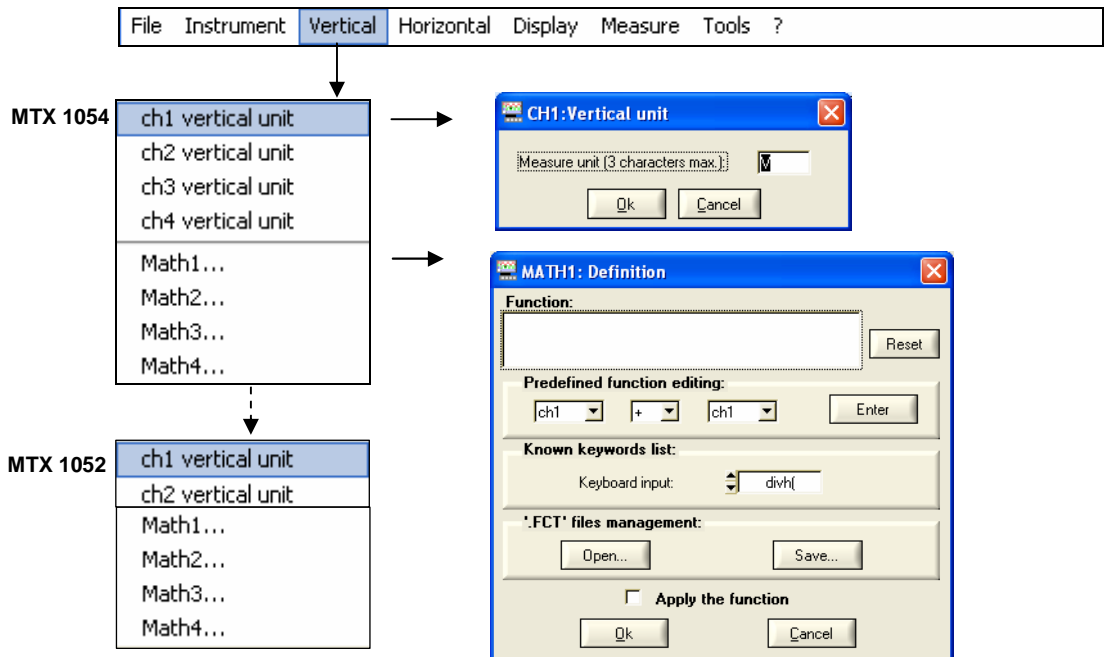 File Instrument Vertical Horizontal Display Measure Tools ?
MTX 1054
ch1 vertical unit
ch2 vertical unit
ch3 vertical unit
ch4 vertical unit
Math1...
Math2...
Math3...
Math4...
CH1:Vertical unit
Measure unit (3 characters max.): V
Ok Cancel
MATH1: Definition
Function:
Reset
Predefined function editing:
ch1 + ch1 Enter
Known keywords list:
Keyboard input: divh(
'.FCT' files management:
Open... Save...
Apply the function
Ok Cancel
MTX 1052
ch1 vertical unit
ch2 vertical unit
Math1...
Math2...
Math3...
Math4...